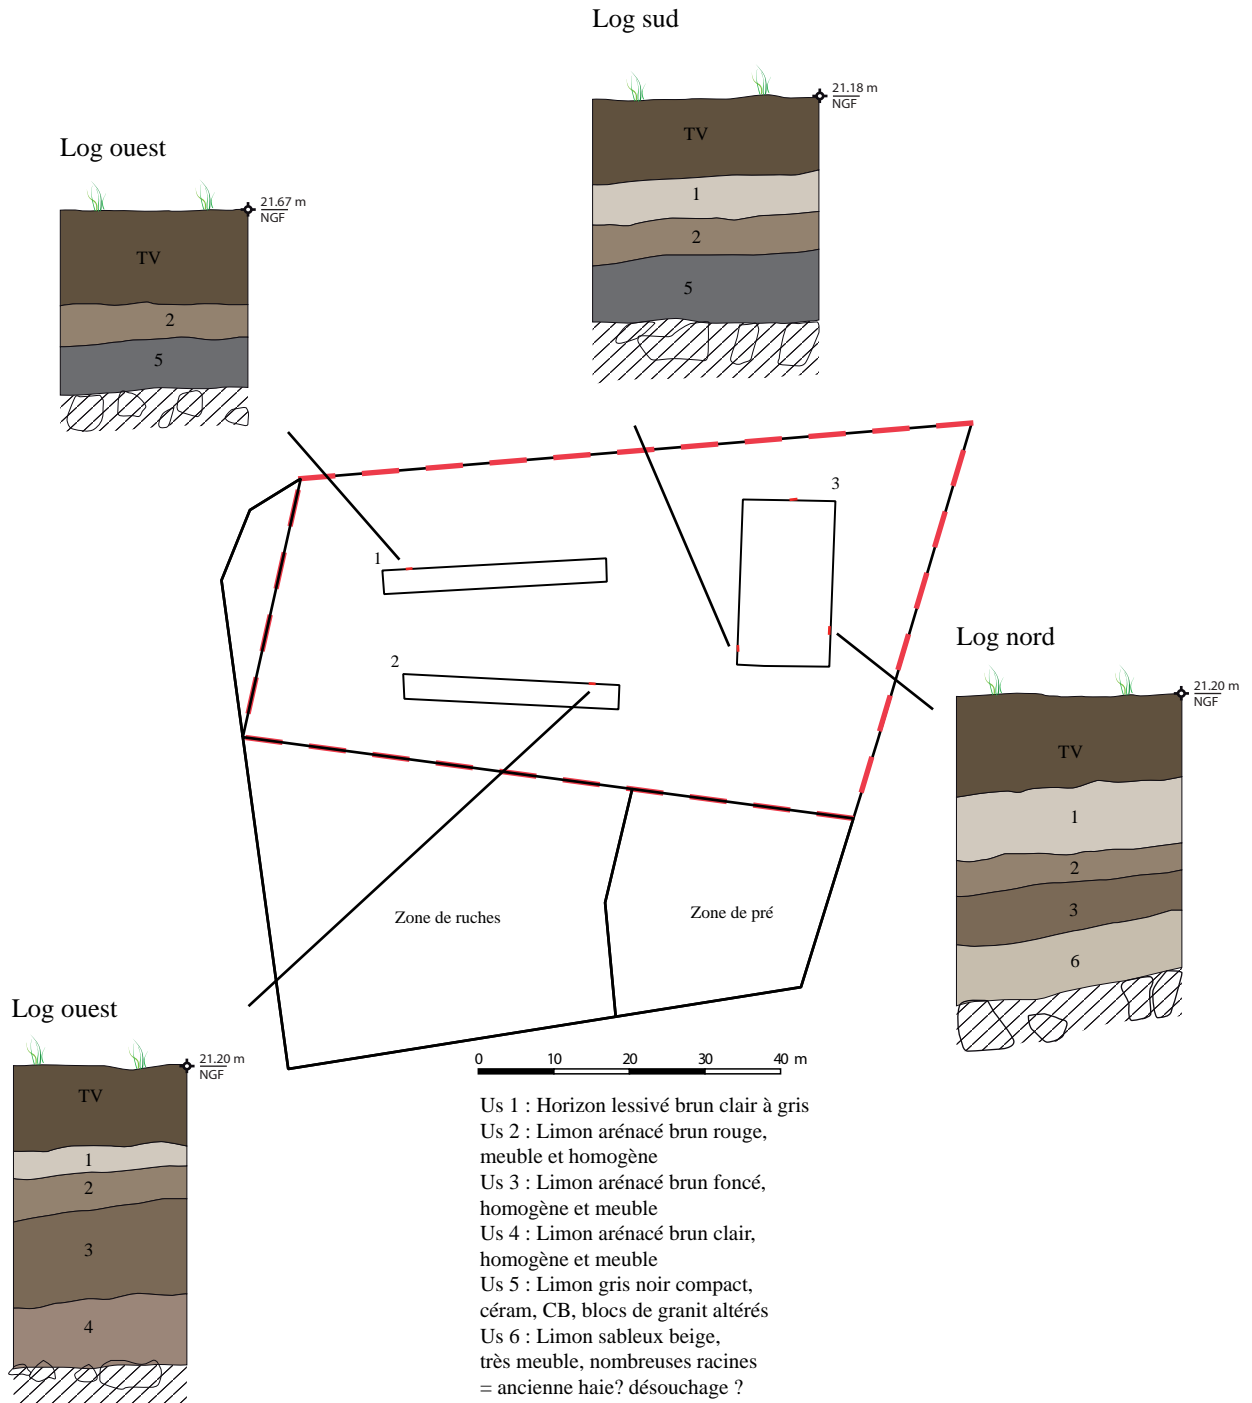 Log sud
21.18 m
NGF
TV
1
2
5
Log ouest
21.67 m
NGF
TV
2
5
1
2
3
Log nord
21.20 m
NGF
TV
1
2
3
6
Zone de ruches
Zone de pré
Log ouest
21.20 m
NGF
TV
1
2
3
4
0 10 20 30 40 m
Us 1 : Horizon lessivé brun clair à gris
Us 2 : Limon arénacé brun rouge,
meuble et homogène
Us 3 : Limon arénacé brun foncé,
homogène et meuble
Us 4 : Limon arénacé brun clair,
homogène et meuble
Us 5 : Limon gris noir compact,
céram, CB, blocs de granit altérés
Us 6 : Limon sableux beige,
très meuble, nombreuses racines
= ancienne haie? désouchage ?